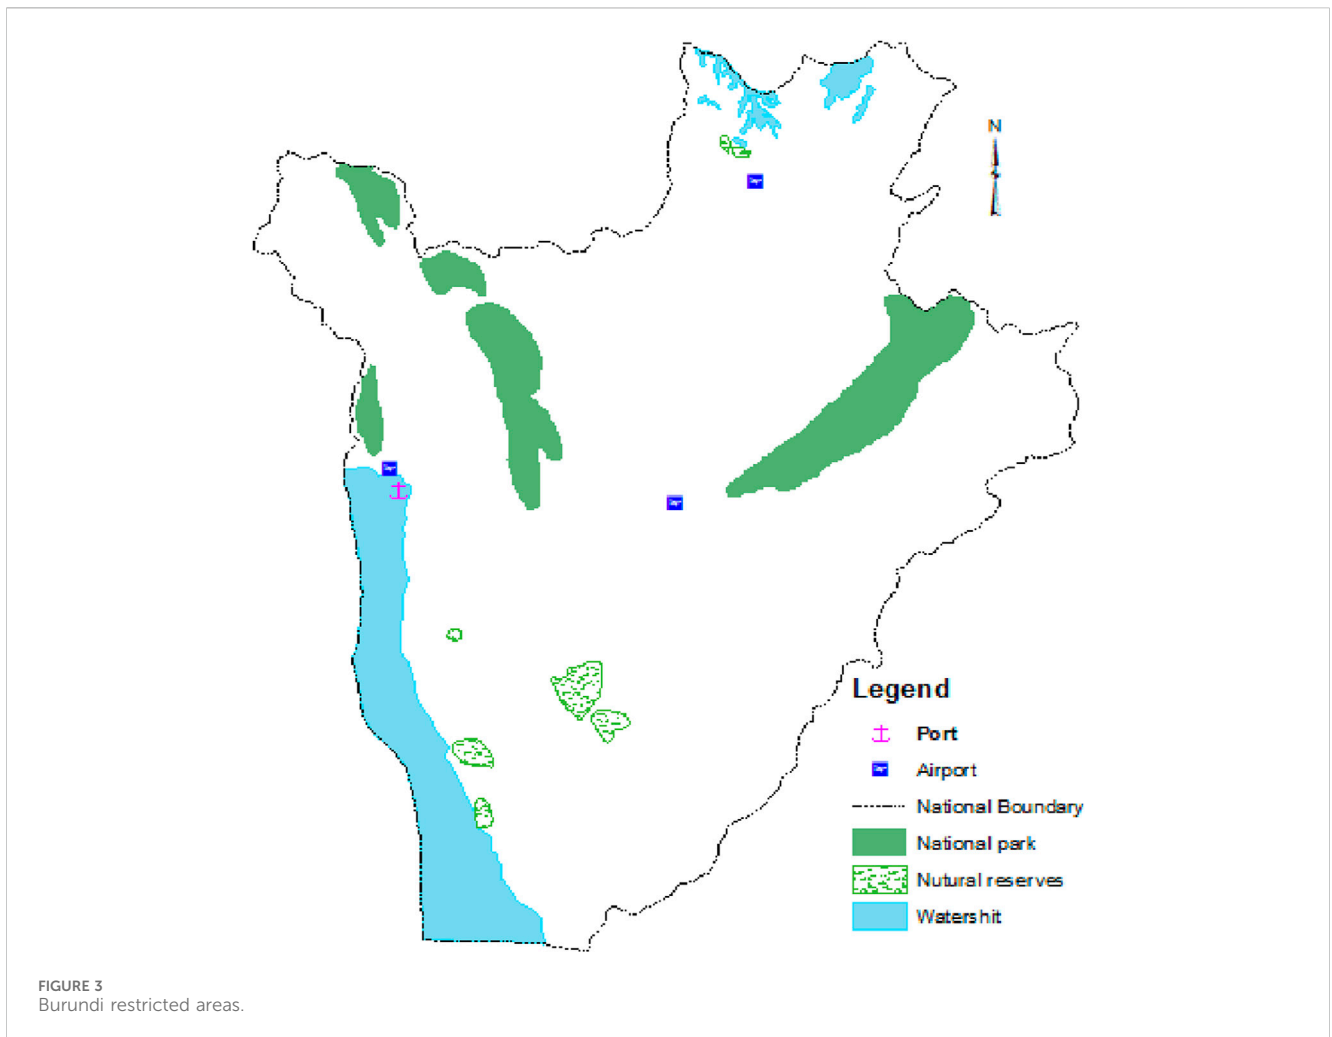 N
Legend
Port
Airport
National Boundary
National park
Nutural reserves
Watershit
FIGURE 3
Burundi restricted areas.